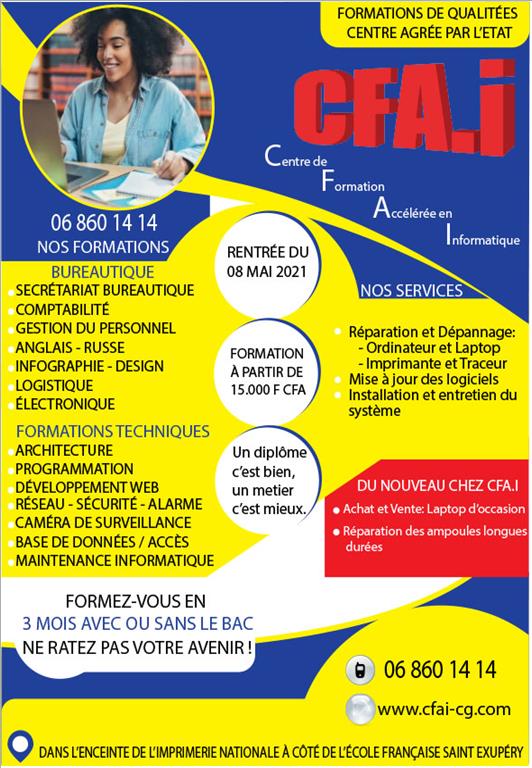 FORMATIONS DE QUALITÉES
CENTRE AGRÉE PAR L'ETAT
CFA.i
Centre de
Formation
Accélérée en
Informatique
06 860 14 14
NOS FORMATIONS
BUREAUTIQUE
SECRÉTARIAT BUREAUTIQUE
COMPTABILITÉ
GESTION DU PERSONNEL
ANGLAIS - RUSSE
INFOGRAPHIE - DESIGN
LOGISTIQUE
ÉLECTRONIQUE
FORMATIONS TECHNIQUES
ARCHITECTURE
PROGRAMMATION
DÉVELOPPEMENT WEB
RÉSEAU - SÉCURITÉ - ALARME
CAMÉRA DE SURVEILLANCE
BASE DE DONNÉES / ACCÈS
MAINTENANCE INFORMATIQUE
RENTRÉE DU
08 MAI 2021
FORMATION
À PARTIR DE
15.000 F CFA
Un diplôme
c'est bien,
un metier
c'est mieux.
NOS SERVICES
Réparation et Dépannage:
- Ordinateur et Laptop
- Imprimante et Traceur
Mise à jour des logiciels
Installation et entretien du
système
DU NOUVEAU CHEZ CFA.I
Achat et Vente: Laptop d'occasion
Réparation des ampoules longues
durées
FORMEZ-VOUS EN
3 MOIS AVEC OU SANS LE BAC
NE RATEZ PAS VOTRE AVENIR !
06 860 14 14
www.cfai-cg.com
DANS L'ENCEINTE DE L'IMPRIMERIE NATIONALE À CÔTÉ DE L'ÉCOLE FRANÇAISE SAINT EXUPÉRY